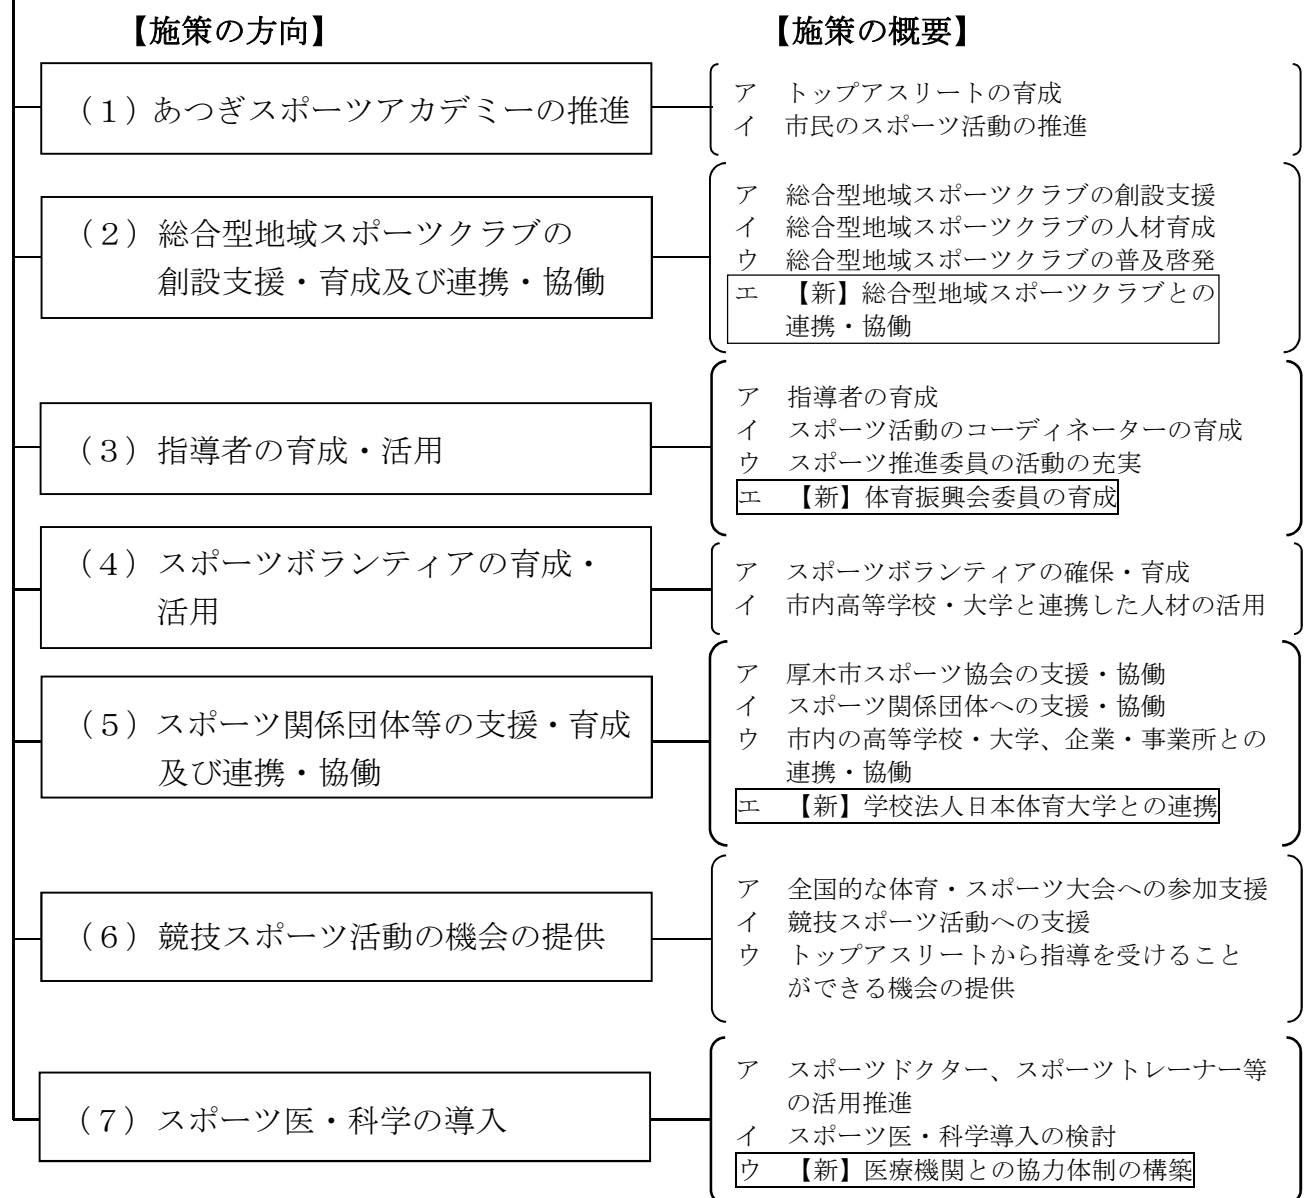 【施策の方向】
【施策の概要】
（１）あつぎスポーツアカデミーの推進
ア　トップアスリートの育成
イ　市民のスポーツ活動の推進
（２）総合型地域スポーツクラブの
創設支援・育成及び連携・協働
ア　総合型地域スポーツクラブの創設支援
イ　総合型地域スポーツクラブの人材育成
ウ　総合型地域スポーツクラブの普及啓発
エ　【新】総合型地域スポーツクラブとの
連携・協働
（３）指導者の育成・活用
ア　指導者の育成
イ　スポーツ活動のコーディネーターの育成
ウ　スポーツ推進委員の活動の充実
エ　【新】体育振興会委員の育成
（４）スポーツボランティアの育成・
活用
ア　スポーツボランティアの確保・育成
イ　市内高等学校・大学と連携した人材の活用
（５）スポーツ関係団体等の支援・育成
及び連携・協働
ア　厚木市スポーツ協会の支援・協働
イ　スポーツ関係団体への支援・協働
ウ　市内の高等学校・大学、企業・事業所との
連携・協働
エ　【新】学校法人日本体育大学との連携
（６）競技スポーツ活動の機会の提供
ア　全国的な体育・スポーツ大会への参加支援
イ　競技スポーツ活動への支援
ウ　トップアスリートから指導を受けること
ができる機会の提供
（７）スポーツ医・科学の導入
ア　スポーツドクター、スポーツトレーナー等
の活用推進
イ　スポーツ医・科学導入の検討
ウ　【新】医療機関との協力体制の構築